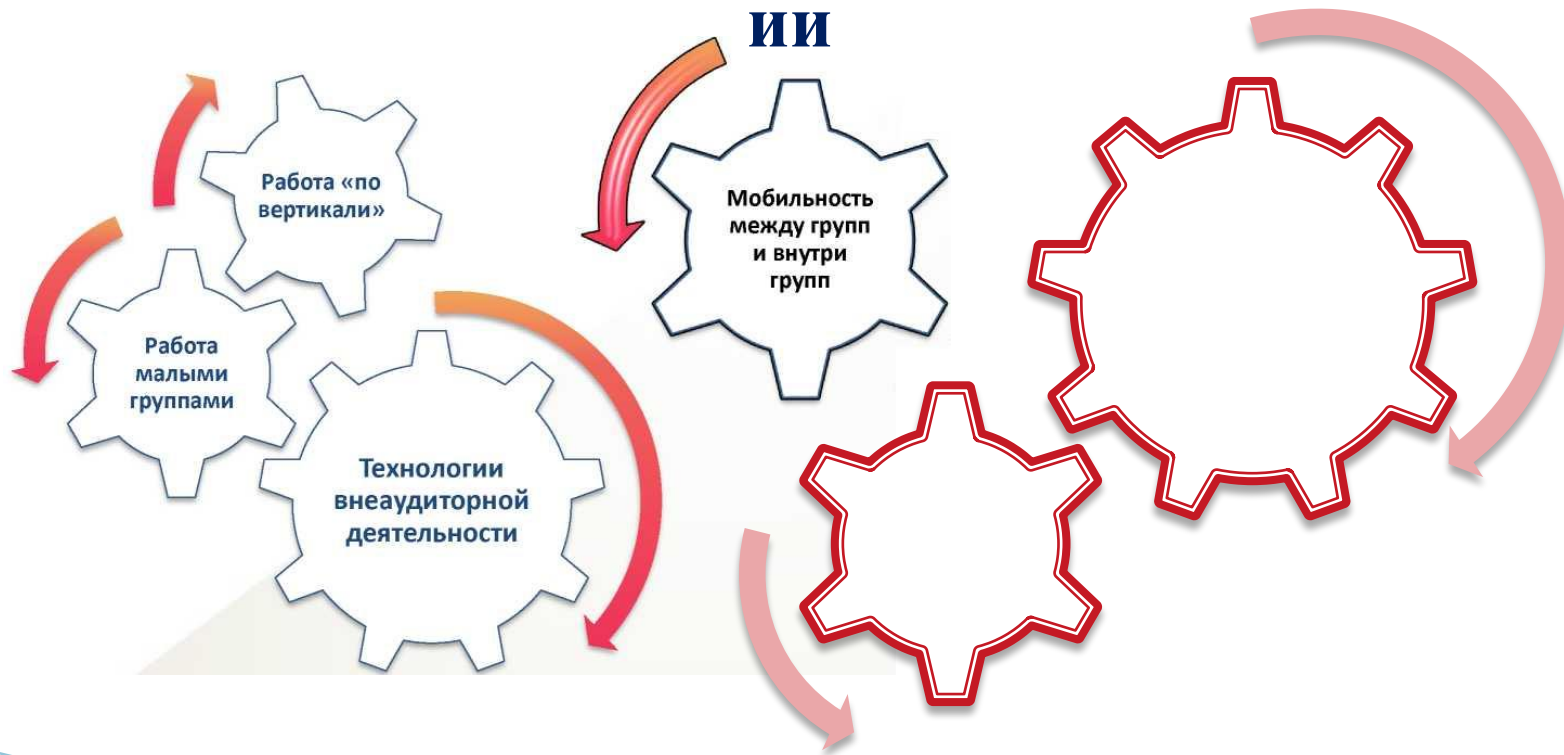 ии
Работа «по
вертикали»
Мобильность
между групп
и внутри
групп
Работа
малыми
группами
Технологии
внеаудиторной
деятельности